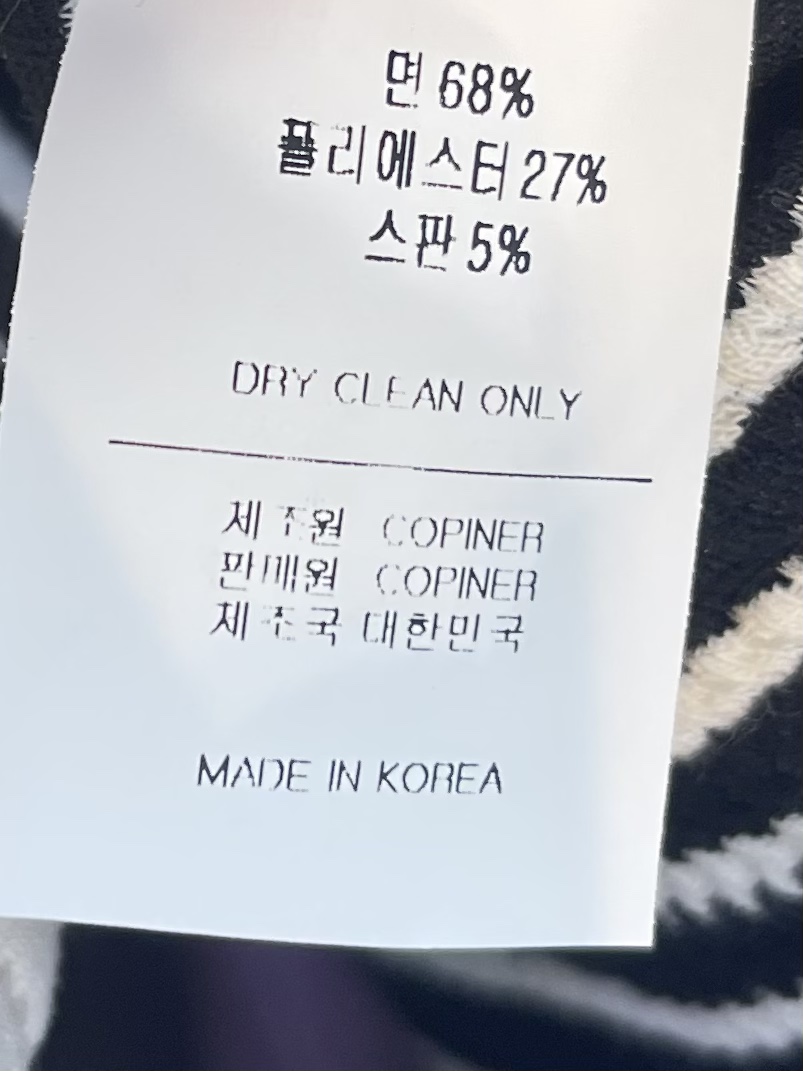 면 68%
폴리에스터 27%
스판 5%
DRY CLEAN ONLY
제조원 COPINER
판매원 COPINER
제조국 대한민국
MADE IN KOREA